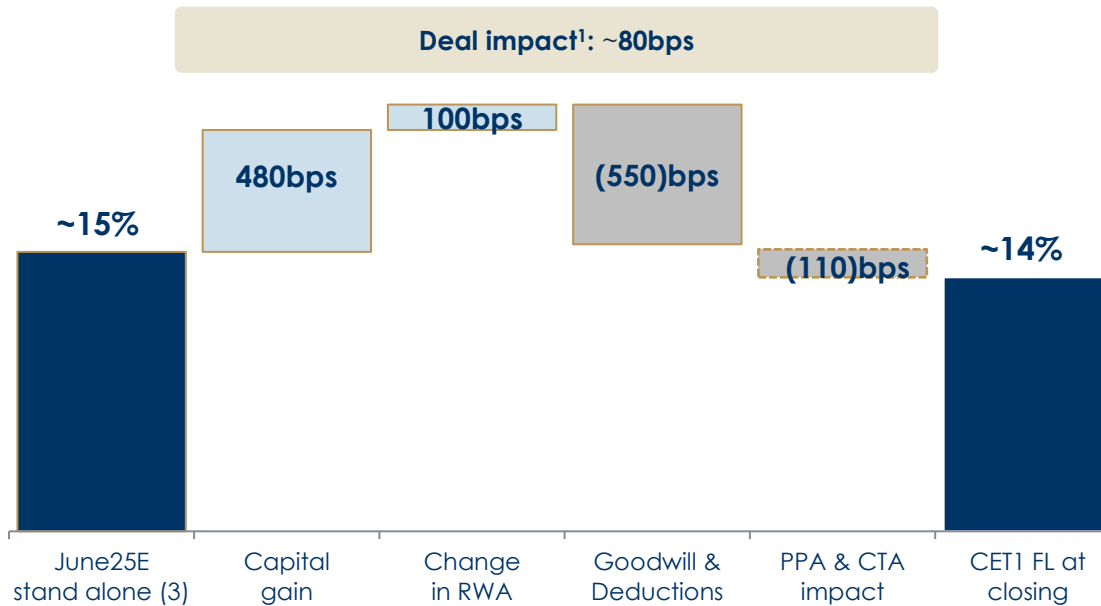 Deal impact¹: ~80bps
100bps
480bps
(550)bps
~15%
~14%
(110)bps
June25E
stand alone (3)
Capital
gain
Change
in RWA
Goodwill &
Deductions
PPA & CTA
impact
CET1 FL at
closing